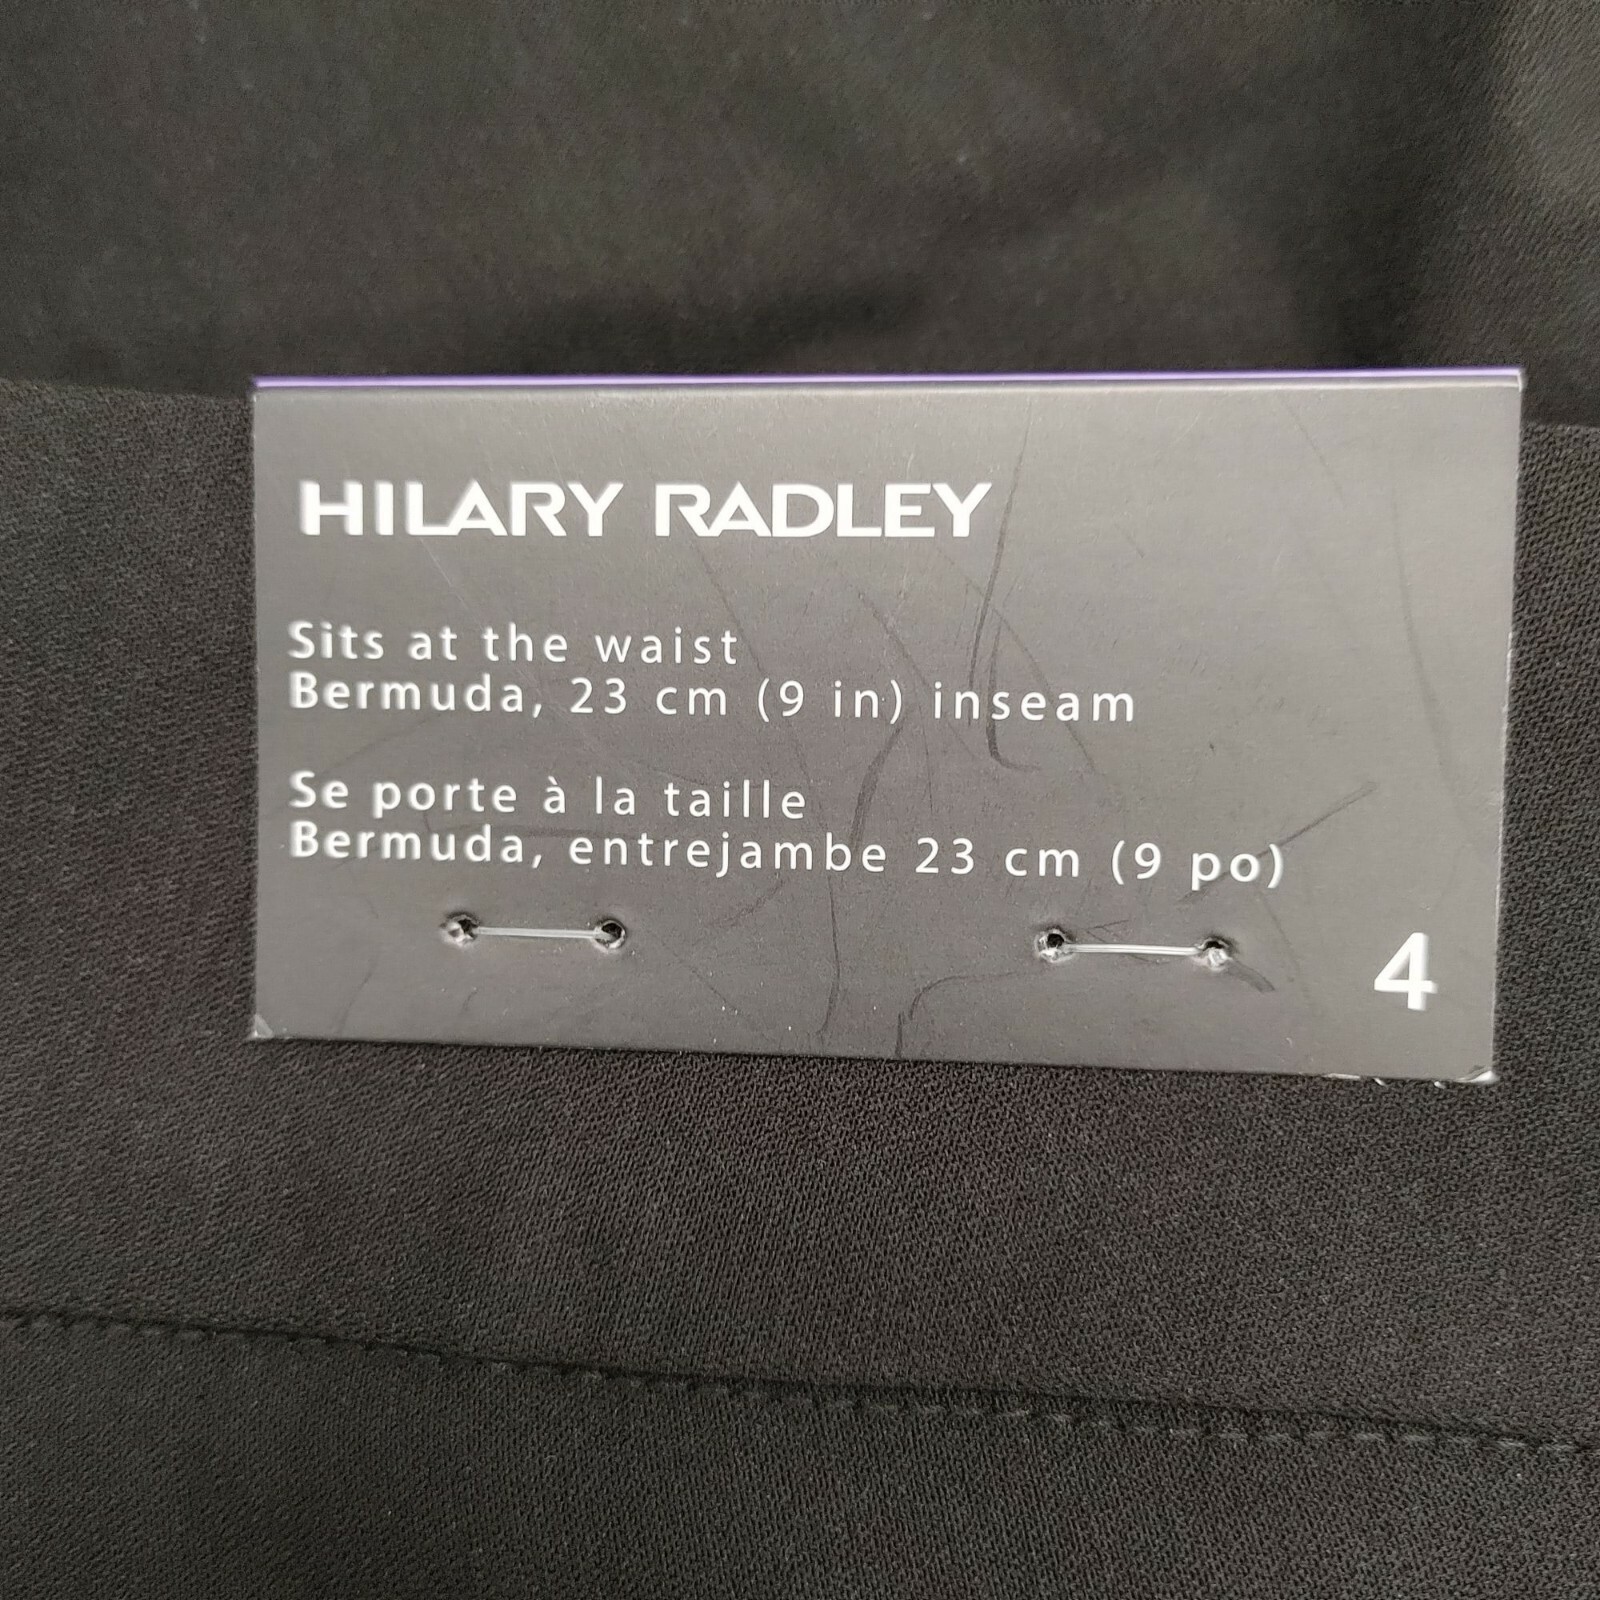 HILARY RADLEY
Sits at the waist
Bermuda, 23 cm (9 in) inseam
Se porte à la taille
Bermuda, entrejambe 23 cm (9 po)
4